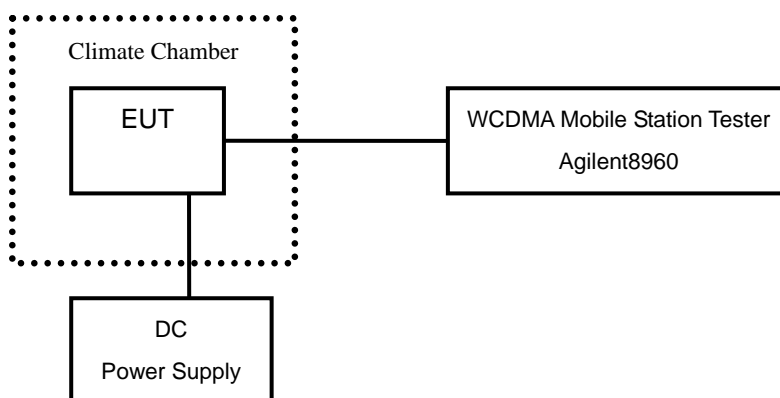 Climate Chamber
EUT
WCDMA Mobile Station Tester
Agilent8960
DC
Power Supply